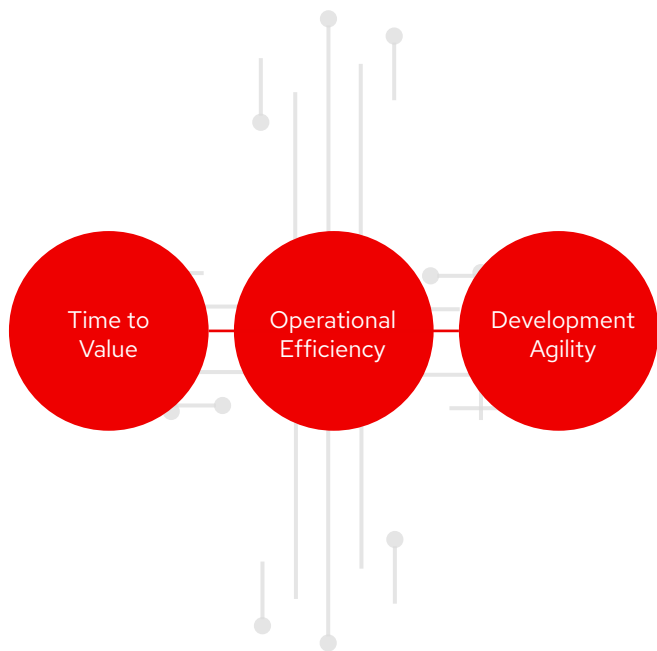 Time to
Value
Operational
Efficiency
Development
Agility